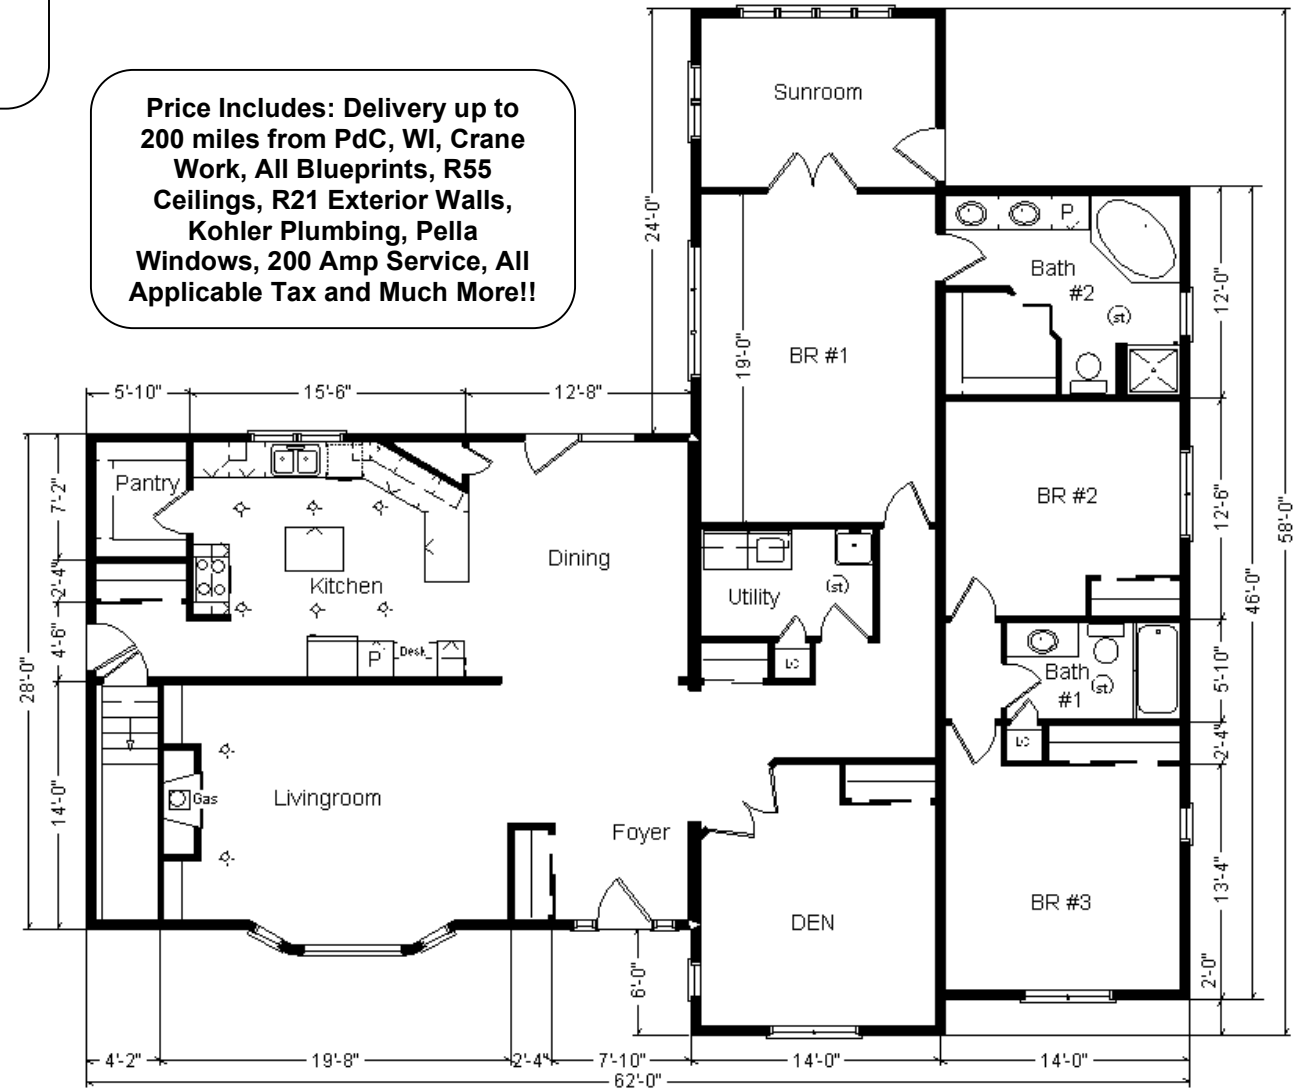 Price Includes: Delivery up to
200 miles from PdC, WI, Crane
Work, All Blueprints, R55
Ceilings, R21 Exterior Walls,
Kohler Plumbing, Pella
Windows, 200 Amp Service, All
Applicable Tax and Much More!!
Sunroom
24'-0"
P
Bath
#2
(st)
12'-0"
BR #1
19'-0"
5'-10"
15'-6"
12'-8"
Pantry
7'-2"
BR #2
12'-6"
58'-0"
Dining
Kitchen
2'-4"
Utility
(st)
46'-0"
4'-6"
P
Desk
LC
28'-0"
Bath
#1
(st)
5'-10"
LC
2'-4"
Gas
Livingroom
14'-0"
Foyer
DEN
BR #3
13'-4"
6'-0"
2'-0"
4'-2"
19'-8"
2'-4"
7'-10"
14'-0"
14'-0"
62'-0"